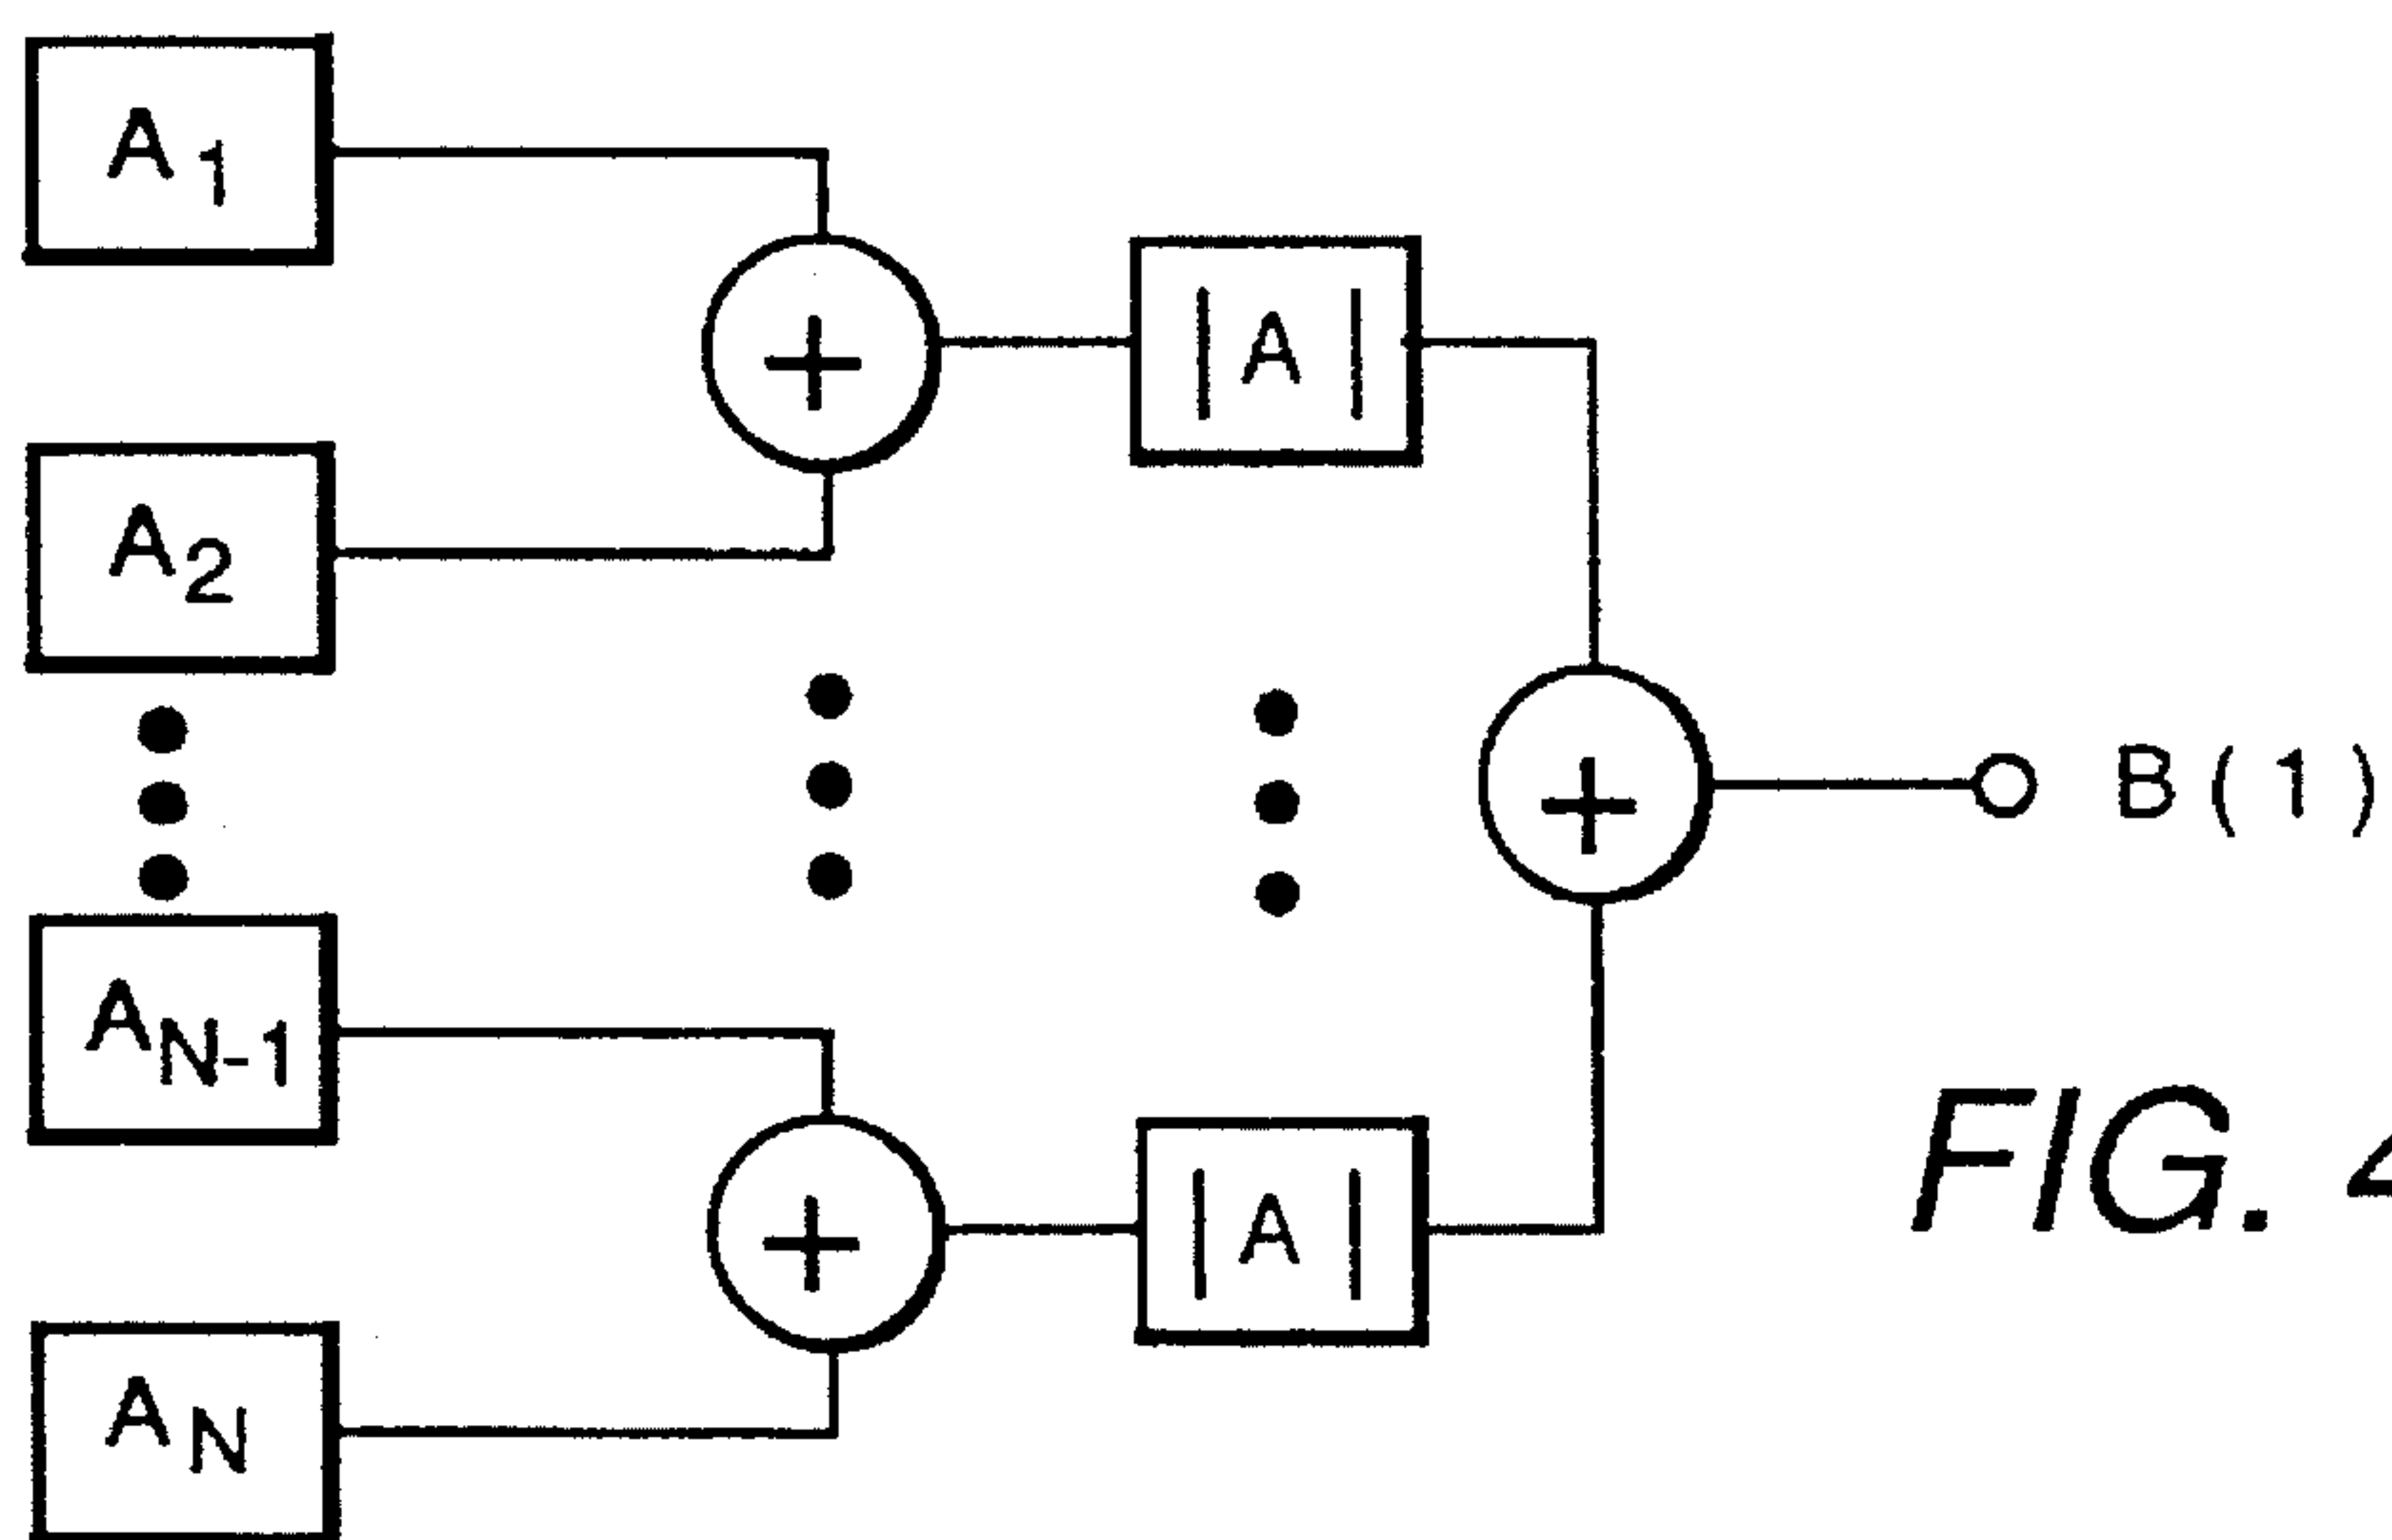 A1
+
| A |
A2
+
B ( 1 )
AN-1
+
| A |
AN
FIG.